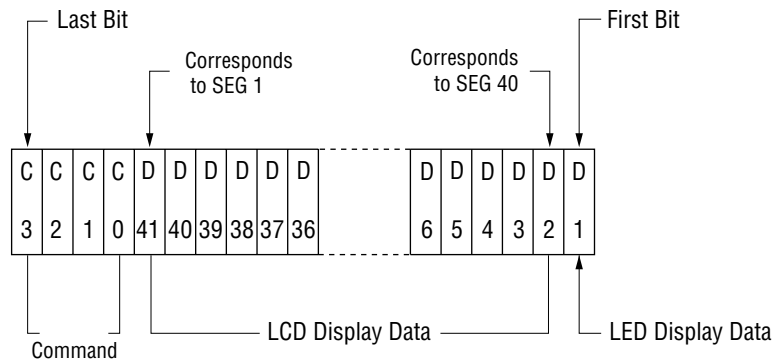 Last Bit
First Bit
Corresponds
to SEG 1
Corresponds
to SEG 40
C C C C D D D D D D D D D D D D
3 2 1 0 41 40 39 38 37 36 6 5 4 3 2 1
Command
LCD Display Data
LED Display Data